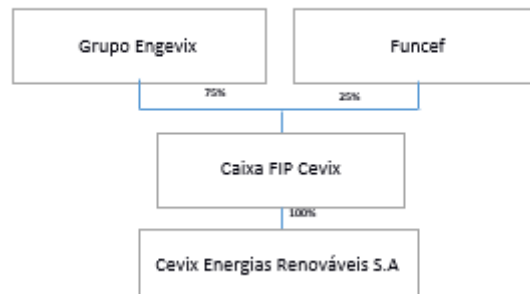 Grupo Engevix
Funcef
75%
25%
Caixa FIP Cevix
100%
Cevix Energias Renováveis S.A